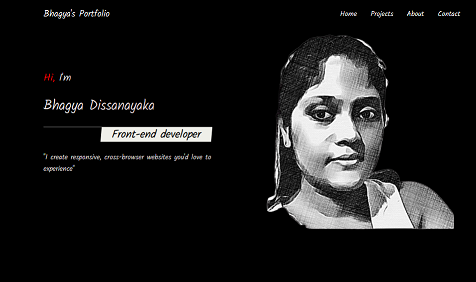 Bhagya's Portfolio
Home Projects About Contact
Hi, I'm
Bhagya Dissanayaka
Front-end developer
"I create responsive, cross-browser websites you'd love to
experience"